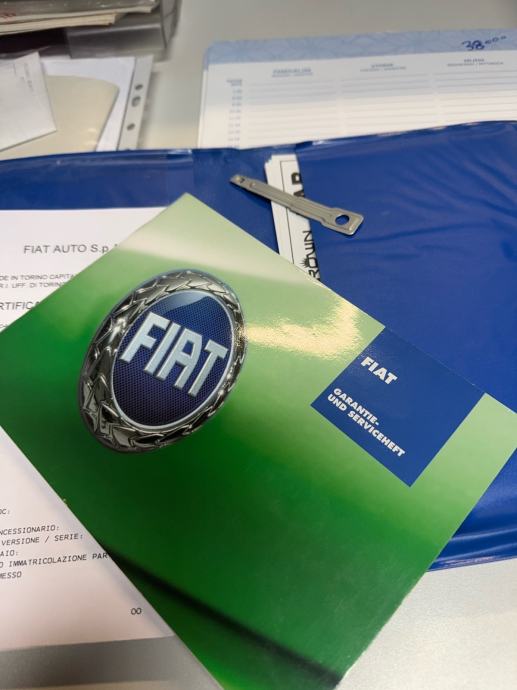 38000
FIAT AUTO S.p.A
DE IN TORINO CAPITA
R.I. UFF. DI TORIN
RTIFICA
FIAT
FIAT
GARANTIE-
UND SERVICEHEFT
NCESSIONARIO:
VERSIONE / SERIE:
AIO:
O IMMATRICOLAZIONE PAR
MESSO
00